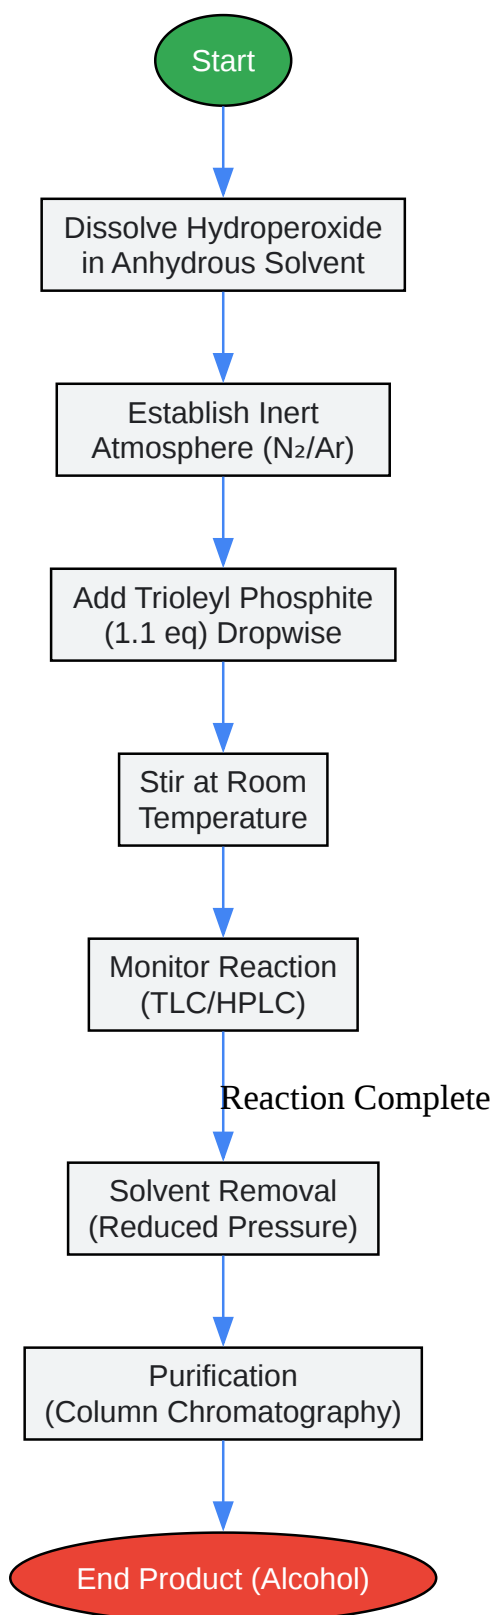 Start
Dissolve Hydroperoxide
in Anhydrous Solvent
Establish Inert
Atmosphere (N₂/Ar)
Add Trioleyl Phosphite
(1.1 eq) Dropwise
Stir at Room
Temperature
Monitor Reaction
(TLC/HPLC)
Reaction Complete
Solvent Removal
(Reduced Pressure)
Purification
(Column Chromatography)
End Product (Alcohol)